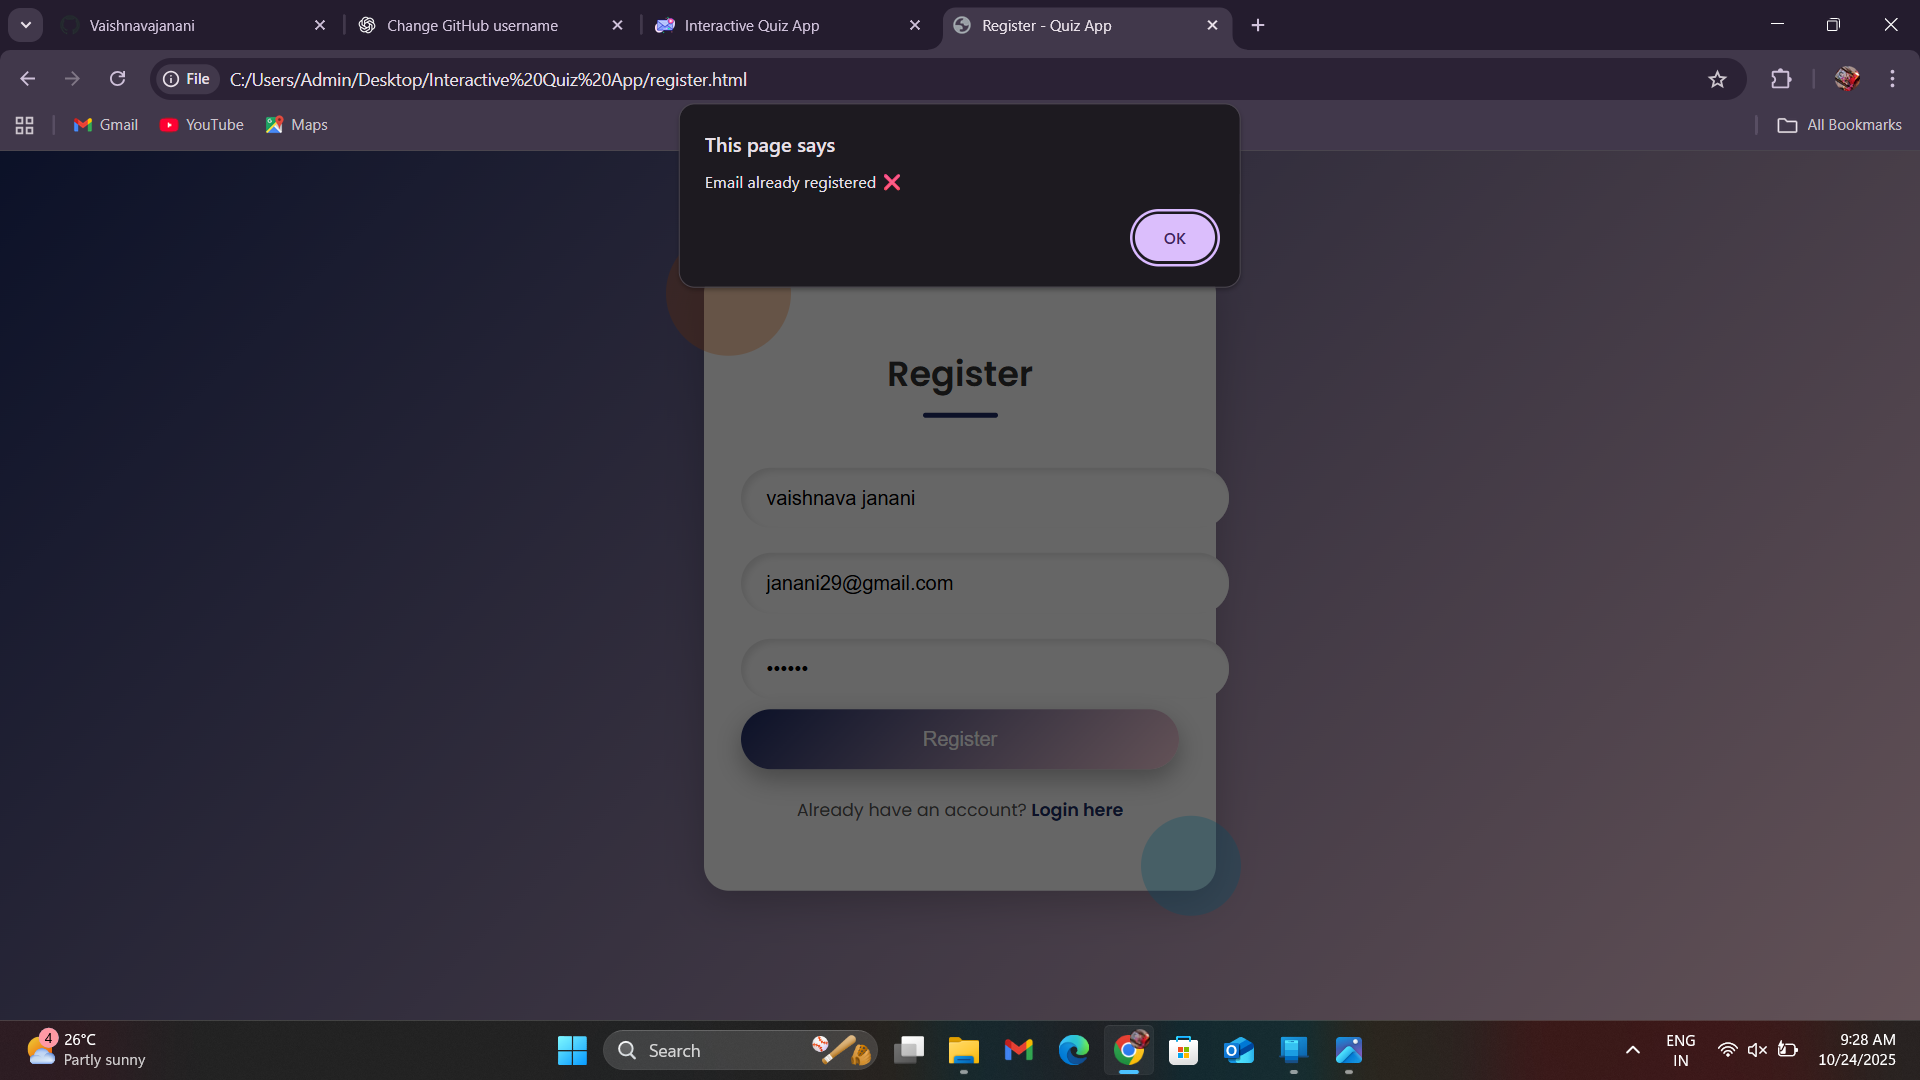 Vaishnavajanani
Change GitHub username
Interactive Quiz App
Register - Quiz App
File
C:/Users/Admin/Desktop/Interactive%20Quiz%20App/register.html
Gmail
YouTube
Maps
All Bookmarks
This page says
Email already registered ❌
OK
Register
vaishnava janani
janani29@gmail.com
••••••
Register
Already have an account? Login here
4
26°C
Partly sunny
Search
ENG
IN
9:28 AM
10/24/2025